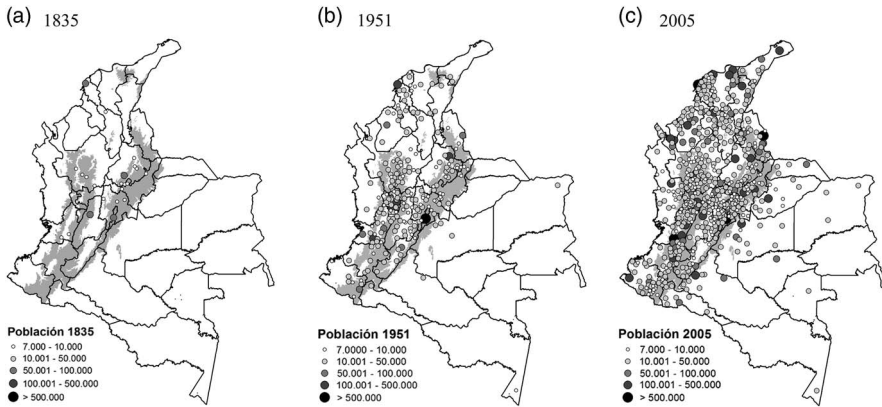 (a) 1835
(b) 1951
(c) 2005
Población 1835
7.000 - 10.000
10.001 - 50.000
50.001 - 100.000
100.001 - 500.000
> 500.000
Población 1951
7.0000 - 10.000
10.001 - 50.000
50.001 - 100.000
100.001 - 500.000
> 500.000
Población 2005
7.000 - 10.000
10.001 - 50.000
50.001 - 100.000
100.001 - 500.000
> 500.000